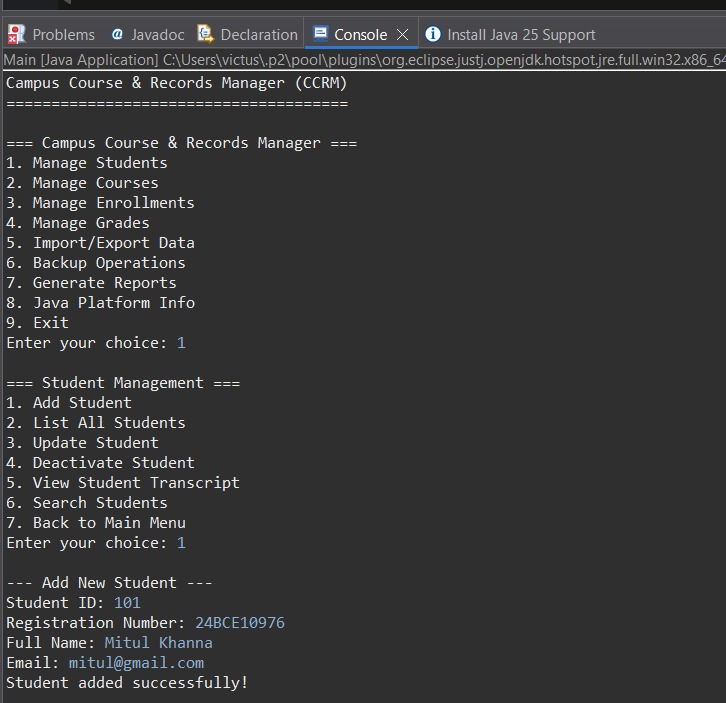 Problems @ Javadoc Declaration Console Install Java 25 Support
Main [Java Application] C:\Users\victus\.p2\pool\plugins\org.eclipse.justj.openjdk.hotspot.jre.full.win32.x86_64
Campus Course & Records Manager (CCRM)
======================================
=== Campus Course & Records Manager ===
1. Manage Students
2. Manage Courses
3. Manage Enrollments
4. Manage Grades
5. Import/Export Data
6. Backup Operations
7. Generate Reports
8. Java Platform Info
9. Exit
Enter your choice: 1
=== Student Management ===
1. Add Student
2. List All Students
3. Update Student
4. Deactivate Student
5. View Student Transcript
6. Search Students
7. Back to Main Menu
Enter your choice: 1
--- Add New Student ---
Student ID: 101
Registration Number: 24BCE10976
Full Name: Mitul Khanna
Email: mitul@gmail.com
Student added successfully!